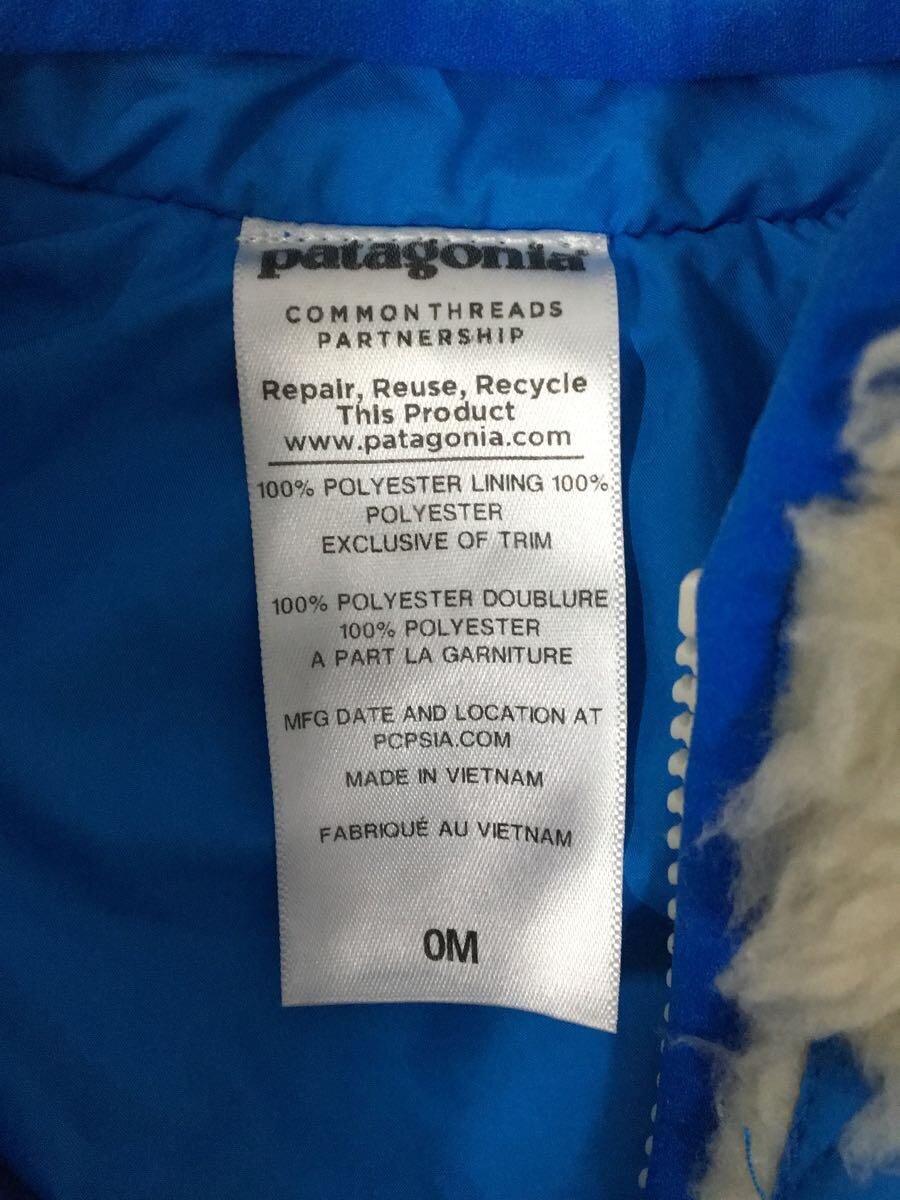 patagonia®
COMMON THREADS
PARTNERSHIP
Repair, Reuse, Recycle
This Product
www.patagonia.com
100% POLYESTER LINING 100%
POLYESTER
EXCLUSIVE OF TRIM
100% POLYESTER DOUBLURE
100% POLYESTER
A PART LA GARNITURE
MFG DATE AND LOCATION AT
PCPSIA.COM
MADE IN VIETNAM
FABRIQUÉ AU VIETNAM
0M